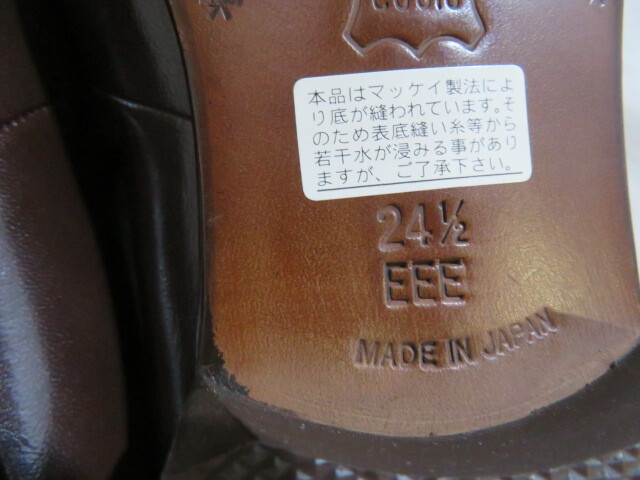 本品はマッケイ製法によ
り底が縫われています。そ
のため表底縫い糸等から
若干水が浸みる事があり
ますが、ご了承下さい。
24½
EEE
MADE IN JAPAN